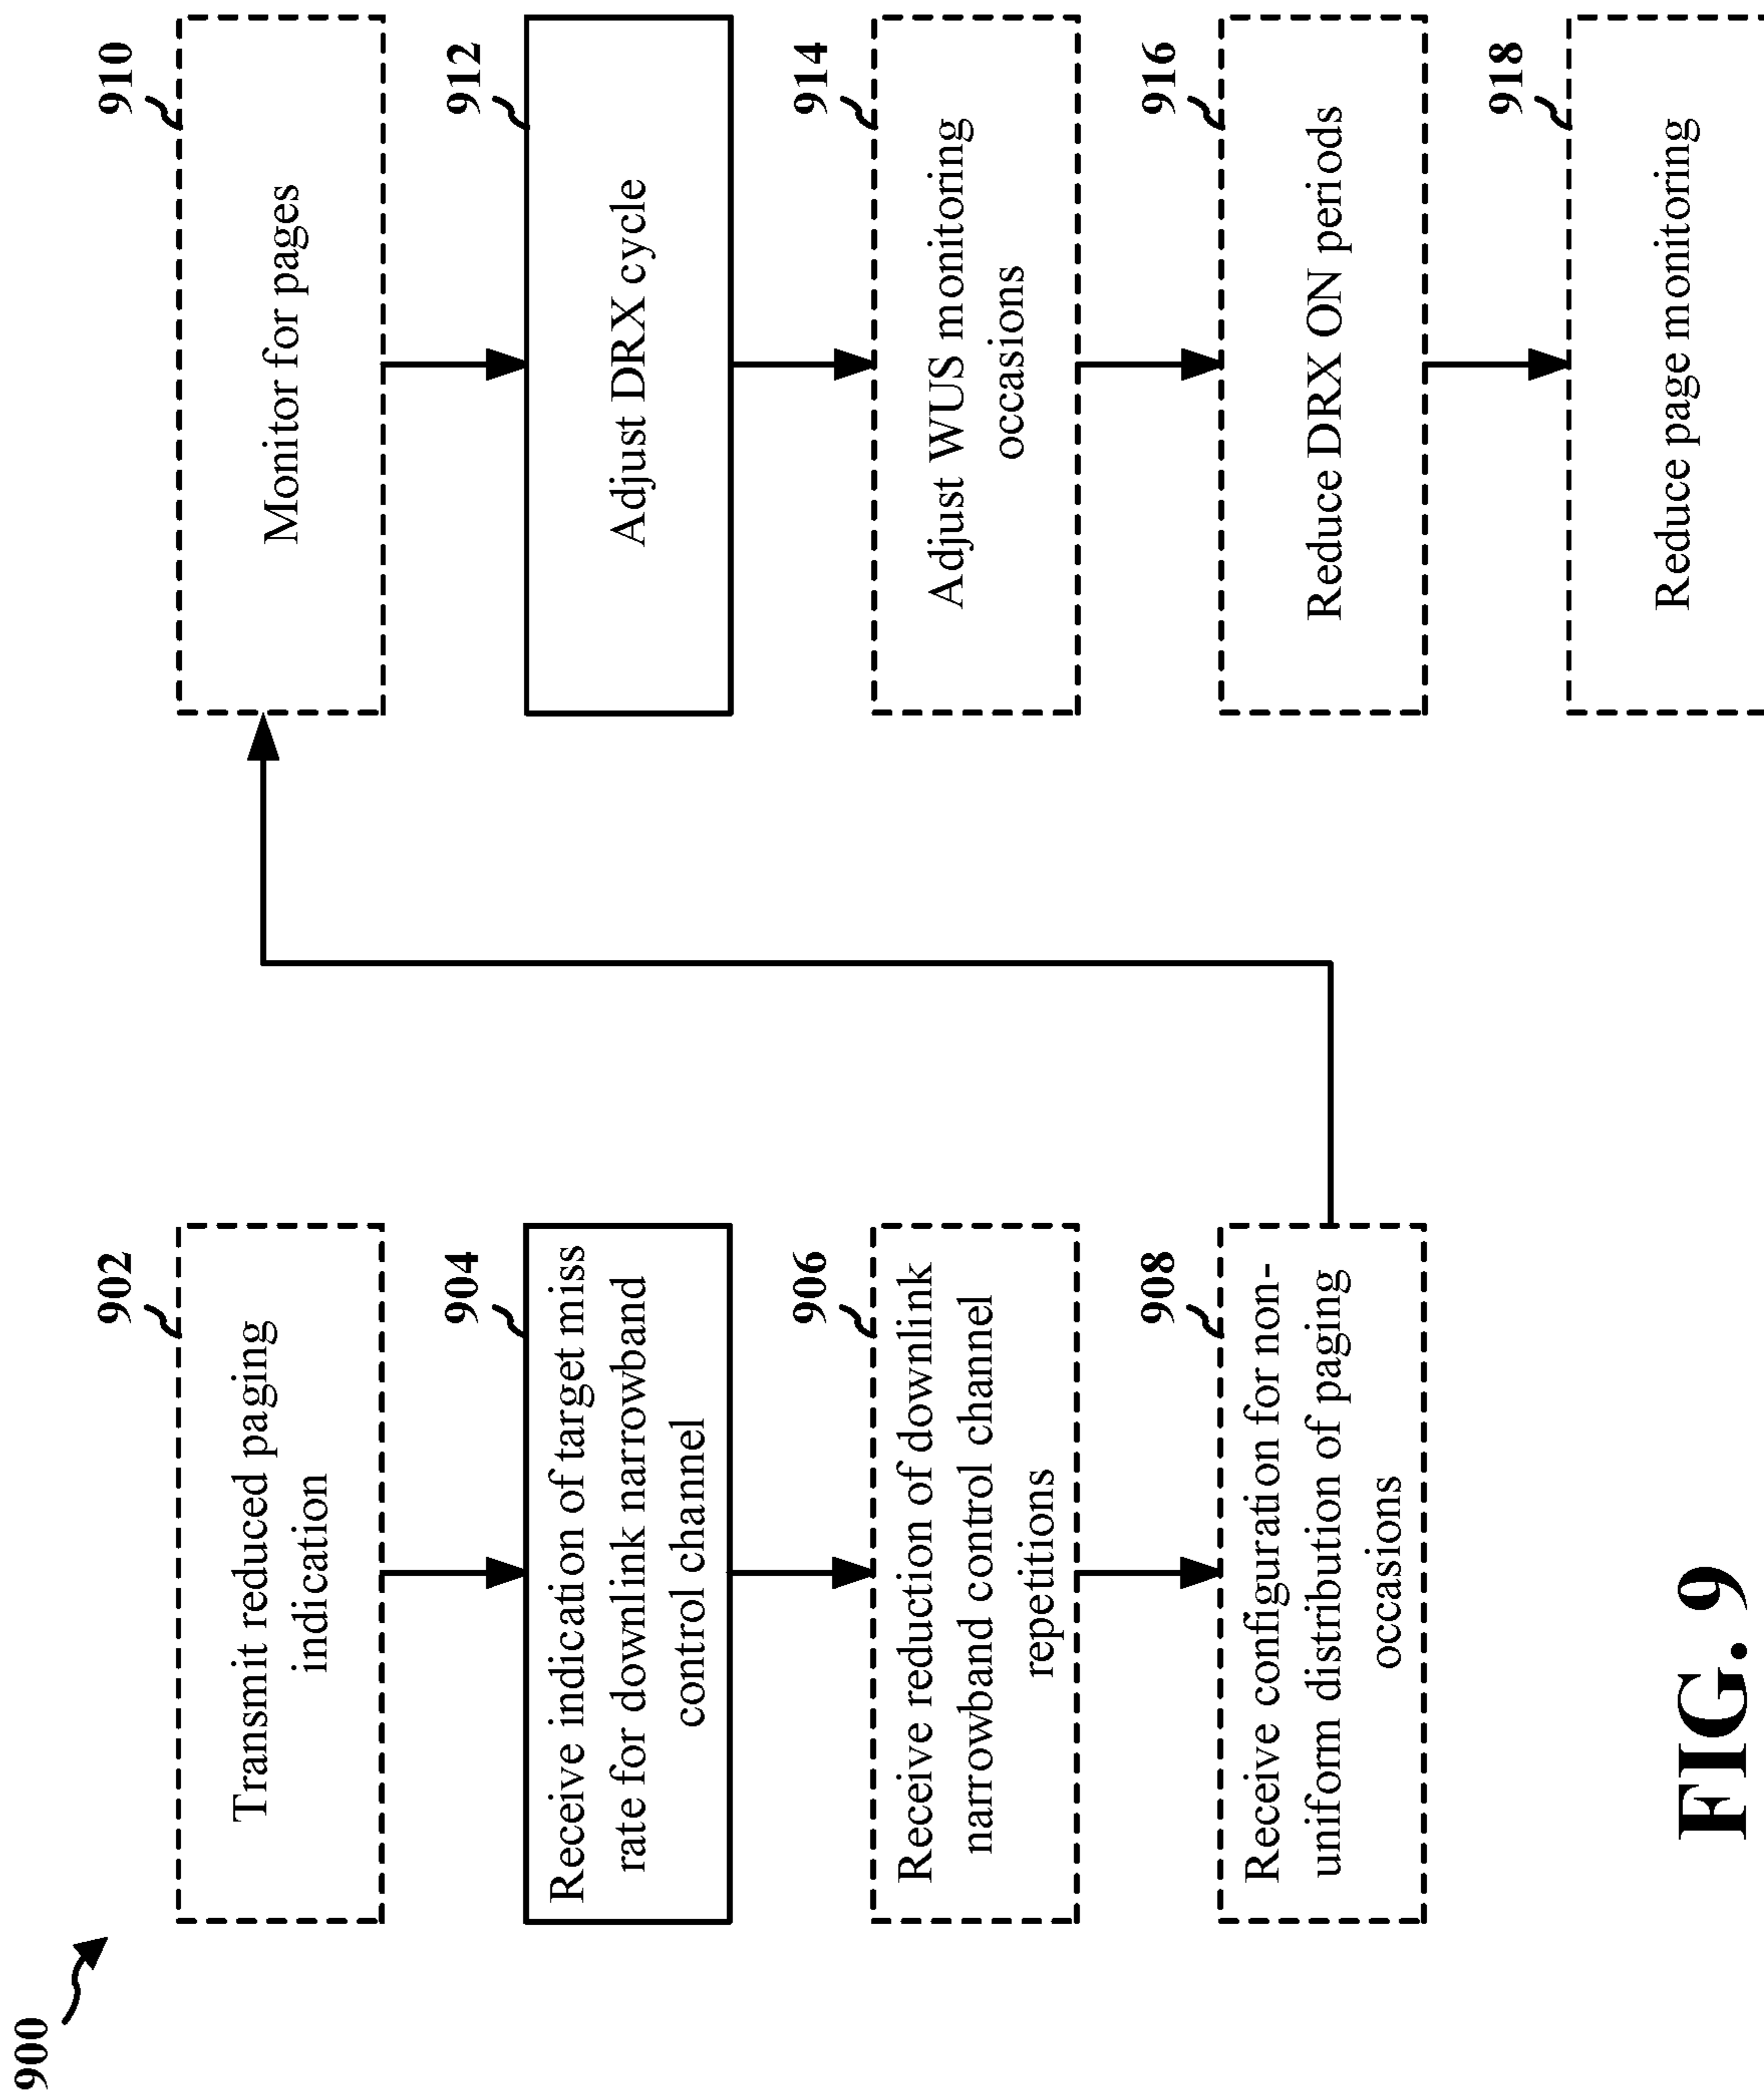 900
902
Transmit reduced paging
indication
904
Receive indication of target miss
rate for downlink narrowband
control channel
906
Receive reduction of downlink
narrowband control channel
repetitions
908
Receive configuration for non-
uniform distribution of paging
occasions
910
Monitor for pages
912
Adjust DRX cycle
914
Adjust WUS monitoring
occasions
916
Reduce DRX ON periods
918
Reduce page monitoring
FIG. 9